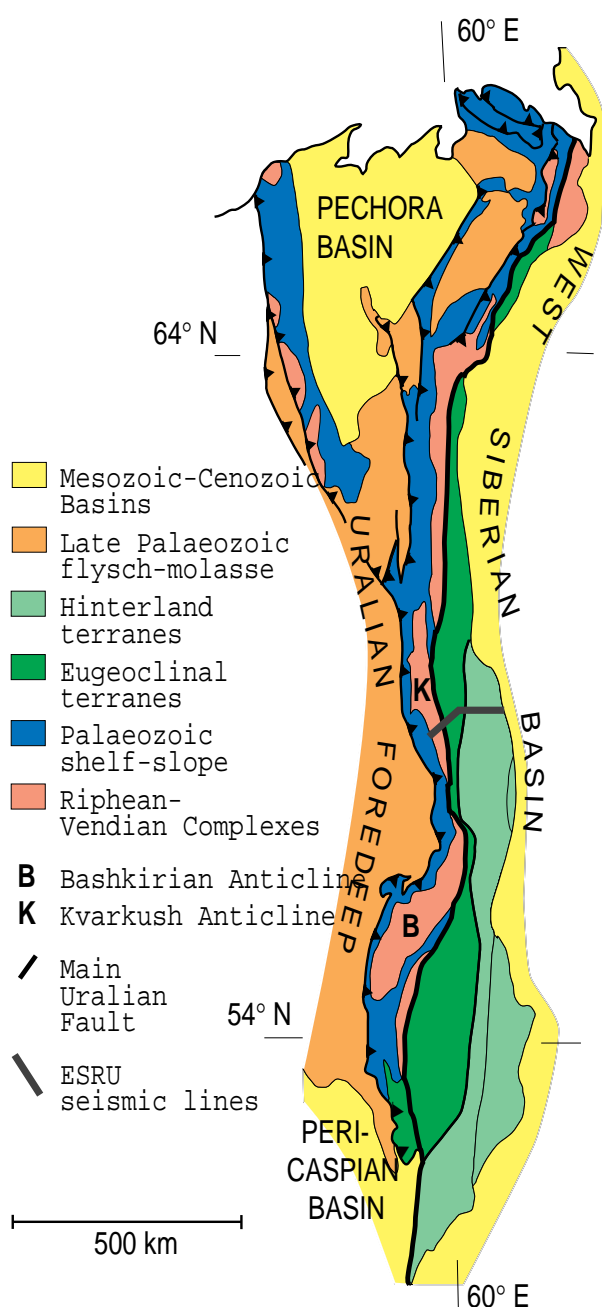 60° E
PECHORA
BASIN
WEST
64° N
SIBERIAN
Mesozoic-Cenozoic
Basins
Late Palaeozoic
flysch-molasse
URALIAN
Hinterland
terranes
Eugeoclinal
terranes
K
Palaeozoic
shelf-slope
BASIN
FOREDEEP
Riphean-
Vendian Complexes
B Bashkirian Anticline
K Kvarkush Anticline
B
Main
Uralian
Fault
54° N
ESRU
seismic lines
PERI-
CASPIAN
BASIN
500 km
60° E